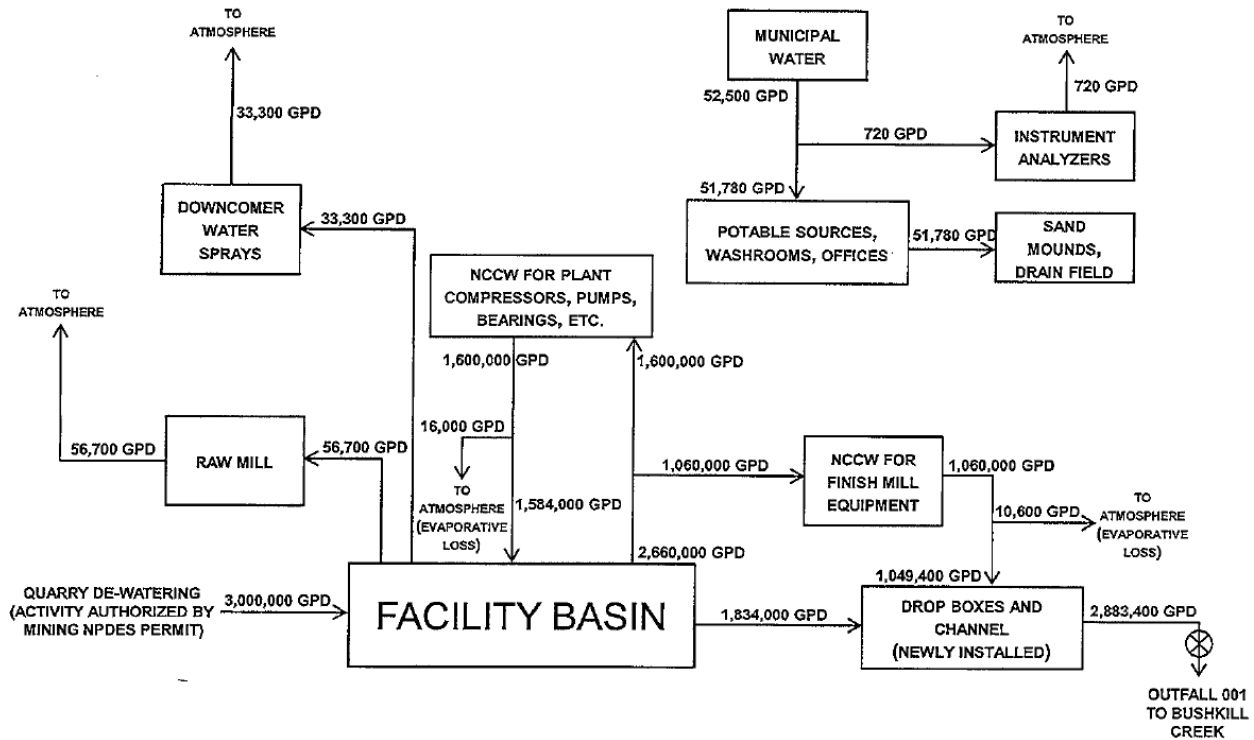 TO
ATMOSPHERE
33,300 GPD
DOWNCOMER
WATER
SPRAYS
33,300 GPD
MUNICIPAL
WATER
52,500 GPD
TO
ATMOSPHERE
720 GPD
720 GPD
INSTRUMENT
ANALYZERS
51,780 GPD
POTABLE SOURCES,
WASHROOMS, OFFICES
51,780 GPD
SAND
MOUNDS,
DRAIN FIELD
TO
ATMOSPHERE
56,700 GPD
RAW MILL
56,700 GPD
NCCW FOR PLANT
COMPRESSORS, PUMPS,
BEARINGS, ETC.
1,600,000 GPD
1,600,000 GPD
16,000 GPD
TO
ATMOSPHERE
(EVAPORATIVE
LOSS)
1,584,000 GPD
1,060,000 GPD
NCCW FOR
FINISH MILL
EQUIPMENT
1,060,000 GPD
10,600 GPD
TO
ATMOSPHERE
(EVAPORATIVE
LOSS)
2,660,000 GPD
1,049,400 GPD
QUARRY DE-WATERING
(ACTIVITY AUTHORIZED BY
MINING NPDES PERMIT)
3,000,000 GPD
FACILITY BASIN
1,834,000 GPD
DROP BOXES AND
CHANNEL
(NEWLY INSTALLED)
2,883,400 GPD
OUTFALL 001
TO BUSHKILL
CREEK